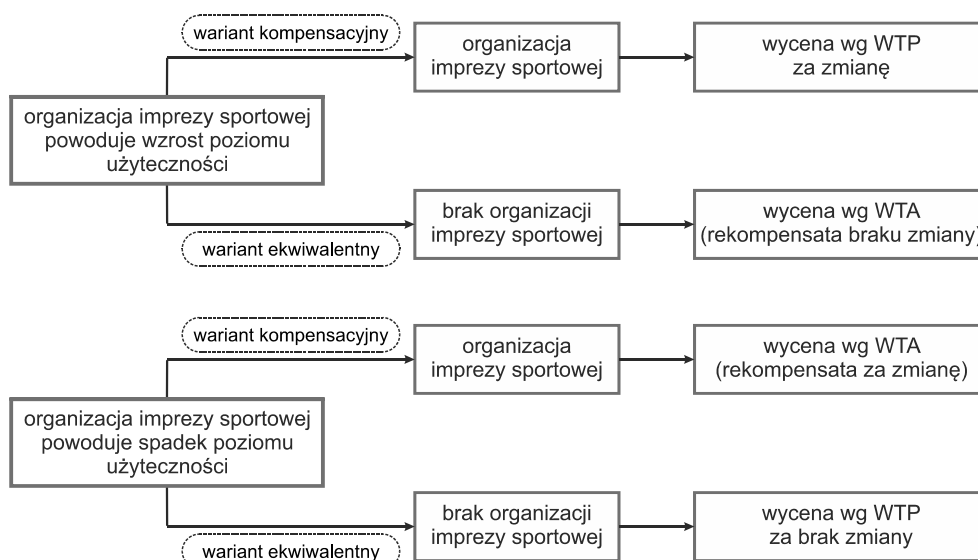 wariant kompensacyjny
organizacja
imprezy sportowej
wycena wg WTP
za zmianę
organizacja imprezy sportowej
powoduje wzrost poziomu
użyteczności
brak organizacji
imprezy sportowej
wycena wg WTA
(rekompensata braku zmiany)
wariant ekwiwalentny
wariant kompensacyjny
organizacja
imprezy sportowej
wycena wg WTA
(rekompensata za zmianę)
organizacja imprezy sportowej
powoduje spadek poziomu
użyteczności
brak organizacji
imprezy sportowej
wycena wg WTP
za brak zmiany
wariant ekwiwalentny